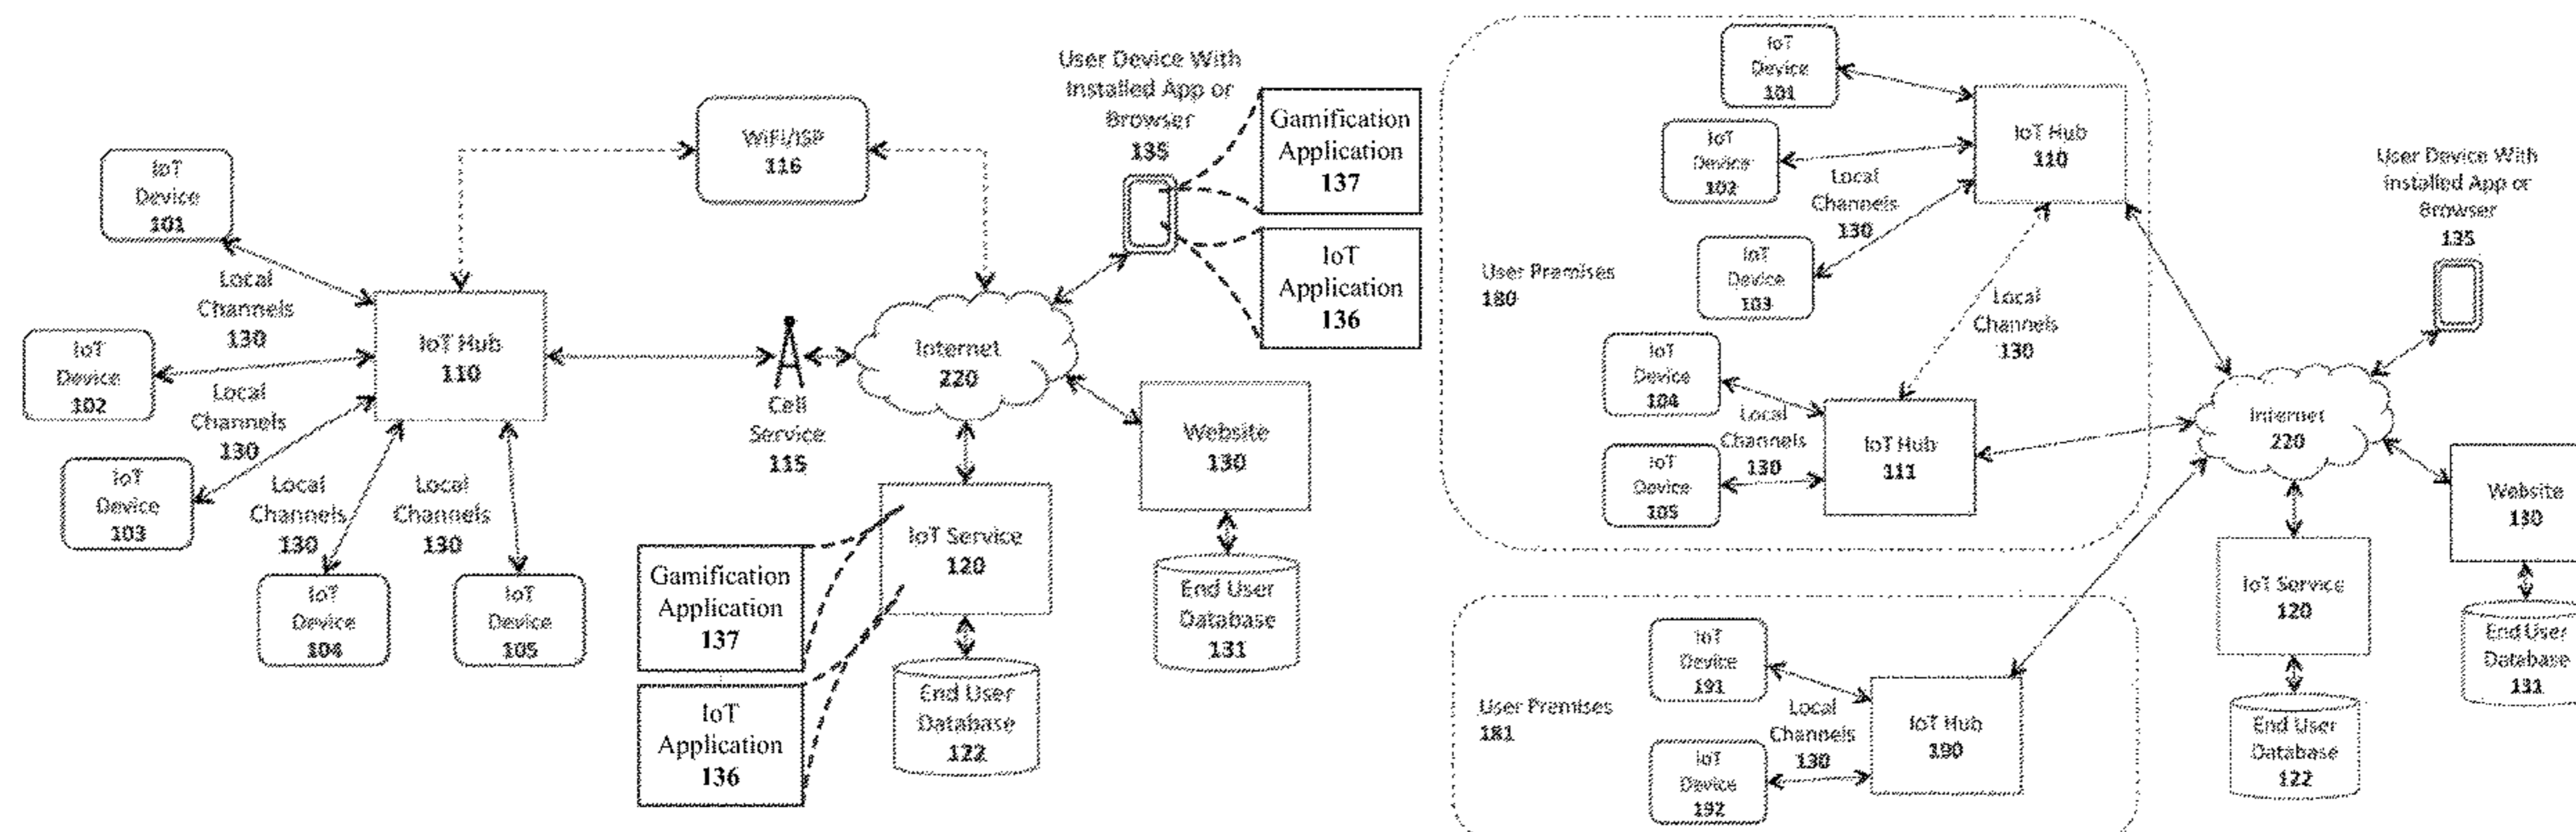 WiFi/ISP
116
User Device With
Installed App or
Browser
135
Gamification
Application
137
IoT
Application
136
IoT
Device
101
Local
Channels
130
IoT
Device
102
Local
Channels
130
IoT
Device
103
IoT Hub
110
Local
Channels
130
Local
Channels
130
IoT
Device
104
IoT
Device
105
Cell
Service
115
Internet
220
Website
130
End User
Database
131
IoT Service
120
Gamification
Application
137
IoT
Application
136
End User
Database
122
User Premises
180
IoT
Device
101
IoT
Device
102
IoT
Device
103
Local
Channels
130
IoT Hub
110
Local
Channels
130
IoT
Device
104
IoT
Device
105
Local
Channels
130
IoT Hub
111
User Premises
181
IoT
Device
191
IoT
Device
192
Local
Channels
130
IoT Hub
190
User Device With
Installed App or
Browser
135
Internet
220
Website
130
End User
Database
131
IoT Service
120
End User
Database
122